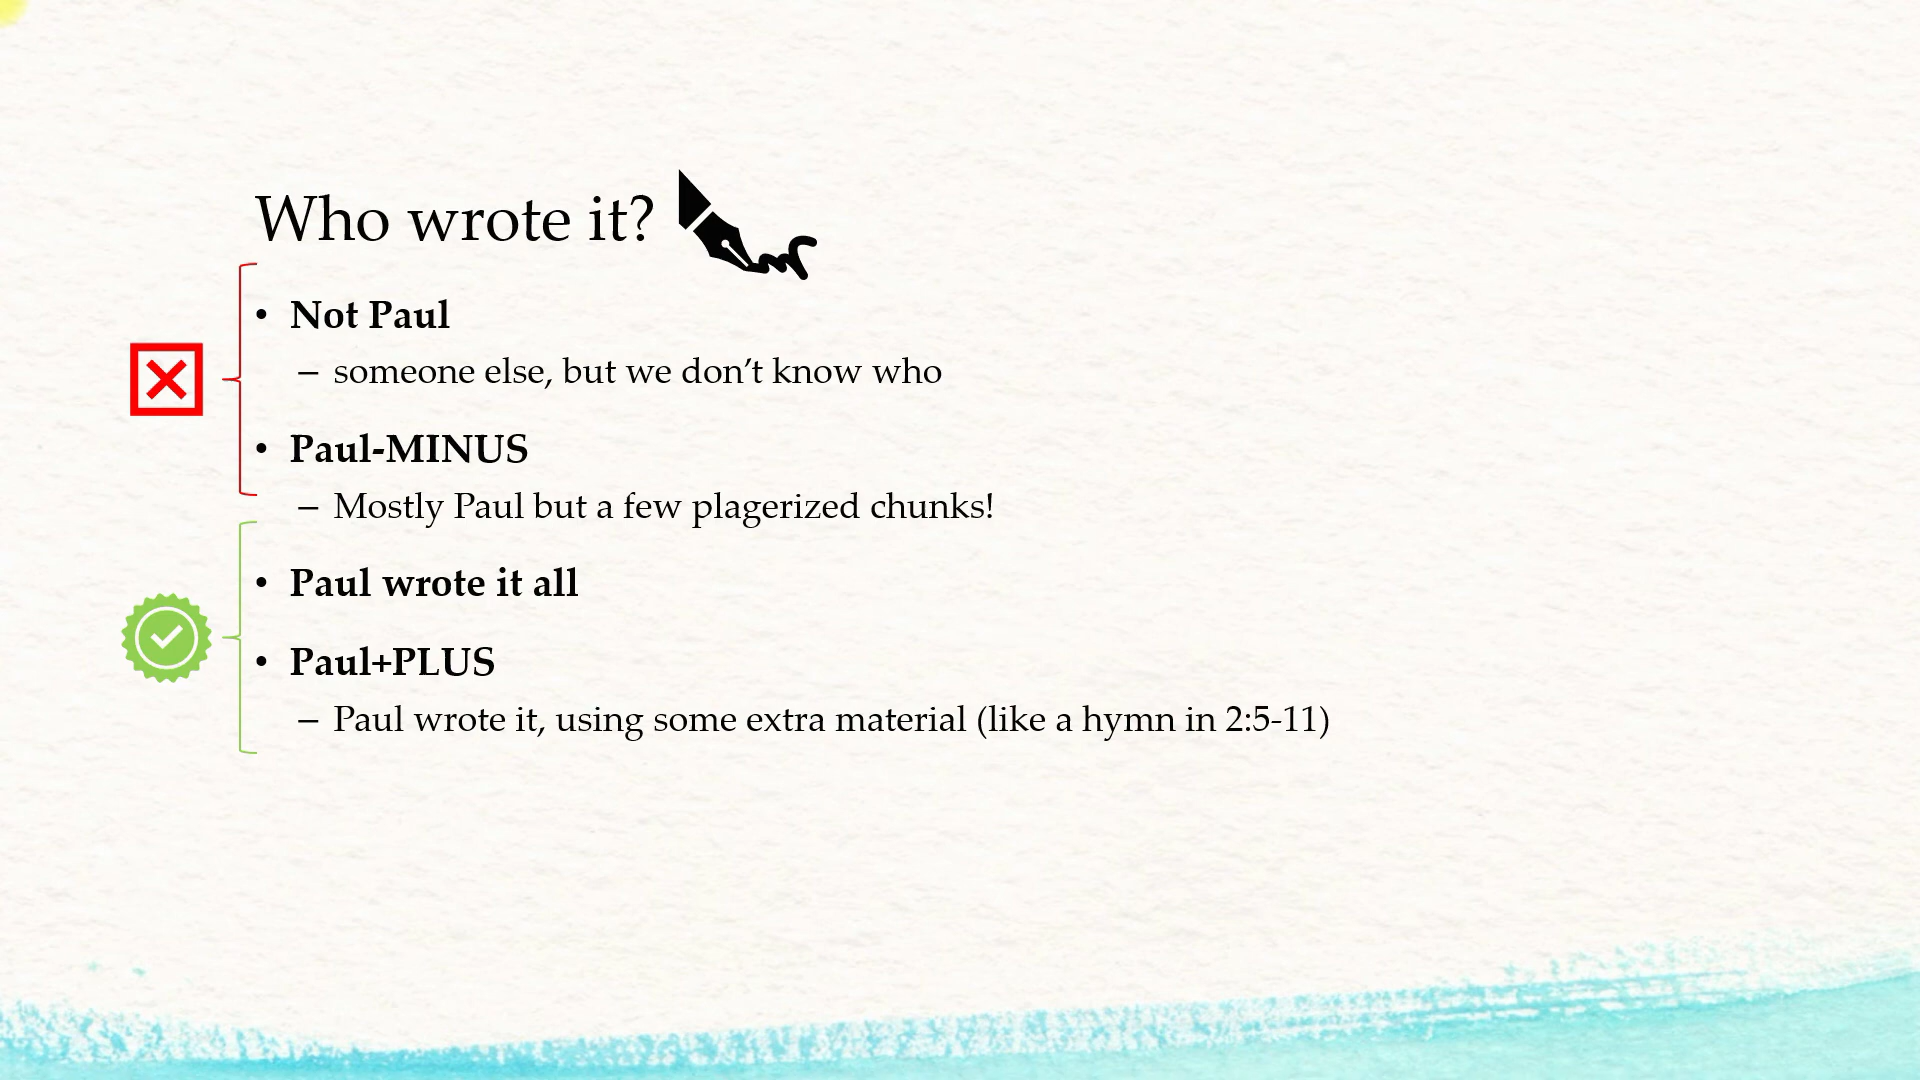 Who wrote it?
• Not Paul
– someone else, but we don’t know who
• Paul-MINUS
– Mostly Paul but a few plagerized chunks!
• Paul wrote it all
• Paul+PLUS
– Paul wrote it, using some extra material (like a hymn in 2:5-11)